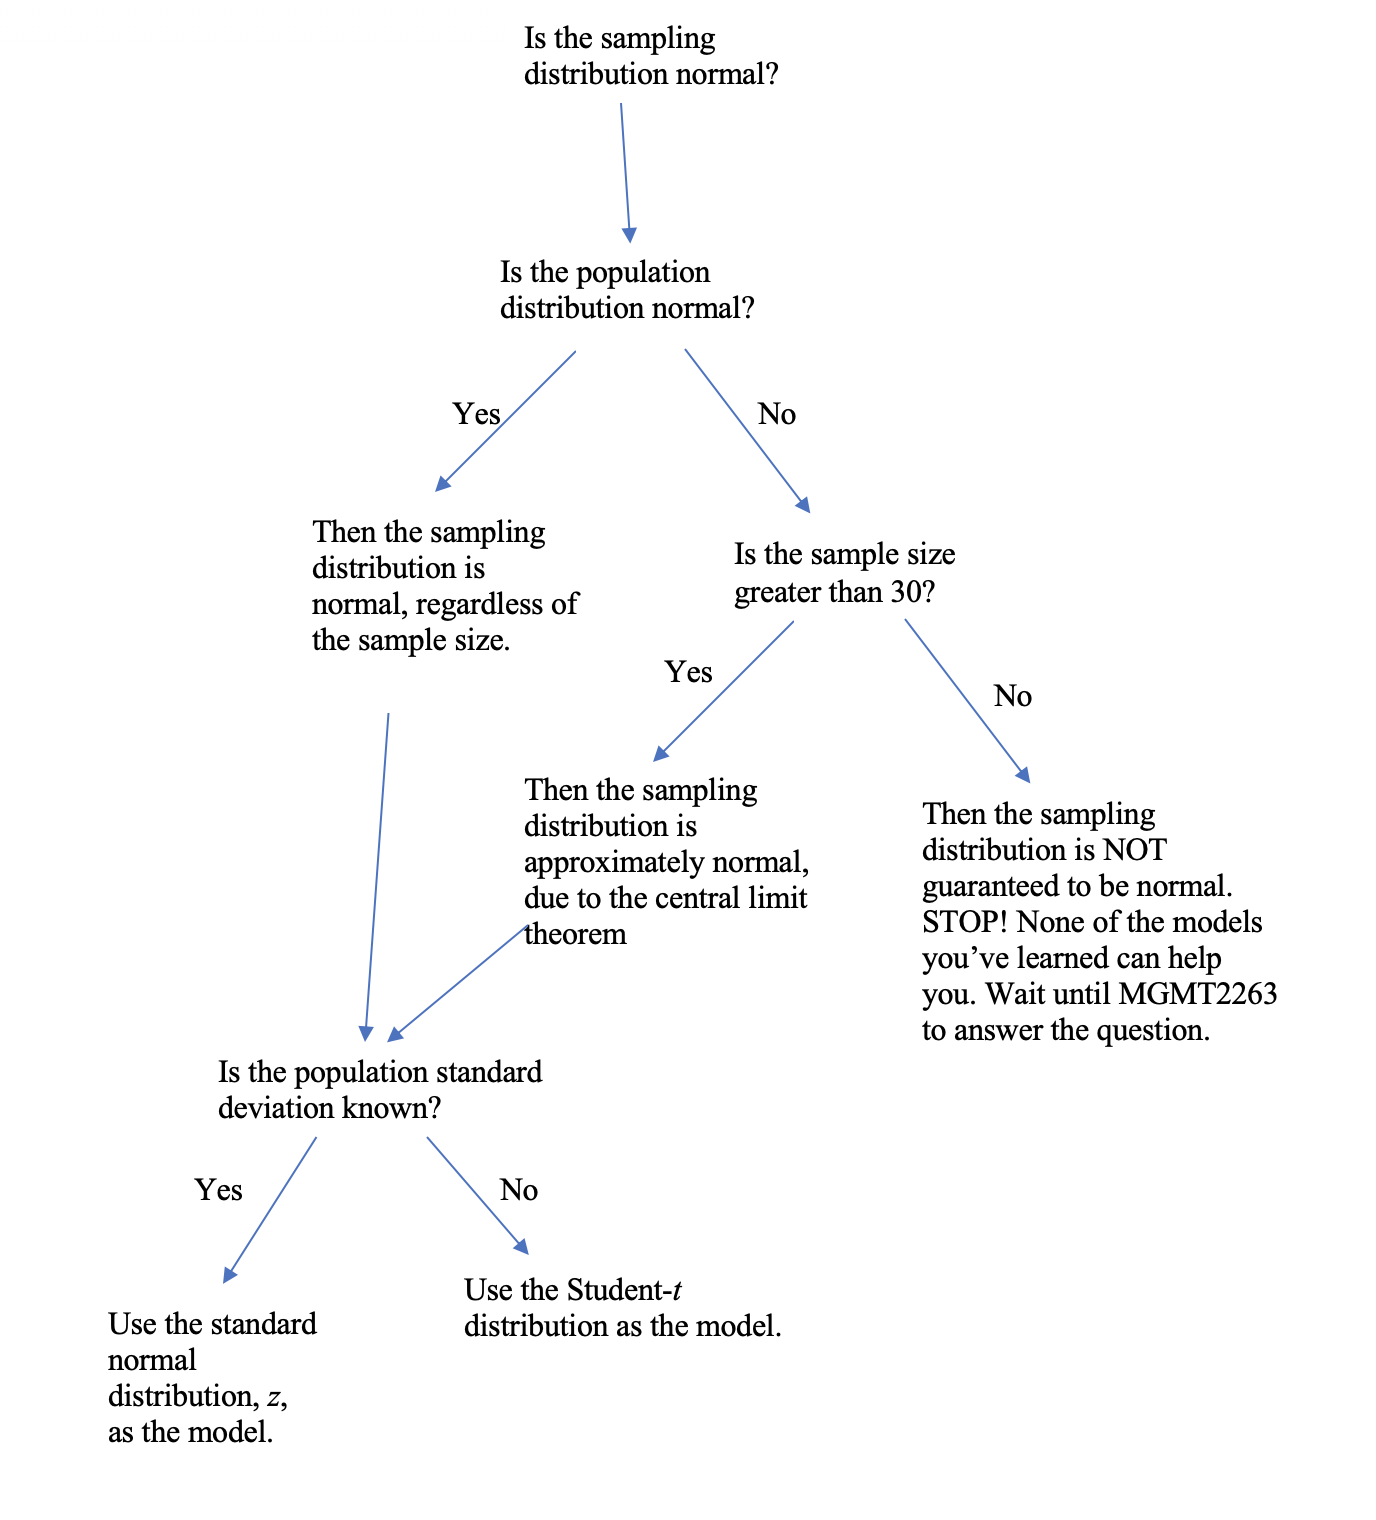 Is the sampling
distribution normal?
Is the population
distribution normal?
Yes
No
Then the sampling
distribution is
normal, regardless of
the sample size.
Is the sample size
greater than 30?
Yes
No
Then the sampling
distribution is
approximately normal,
due to the central limit
theorem
Then the sampling
distribution is NOT
guaranteed to be normal.
STOP! None of the models
you’ve learned can help
you. Wait until MGMT2263
to answer the question.
Is the population standard
deviation known?
Yes
No
Use the standard
normal
distribution, z,
as the model.
Use the Student-t
distribution as the model.